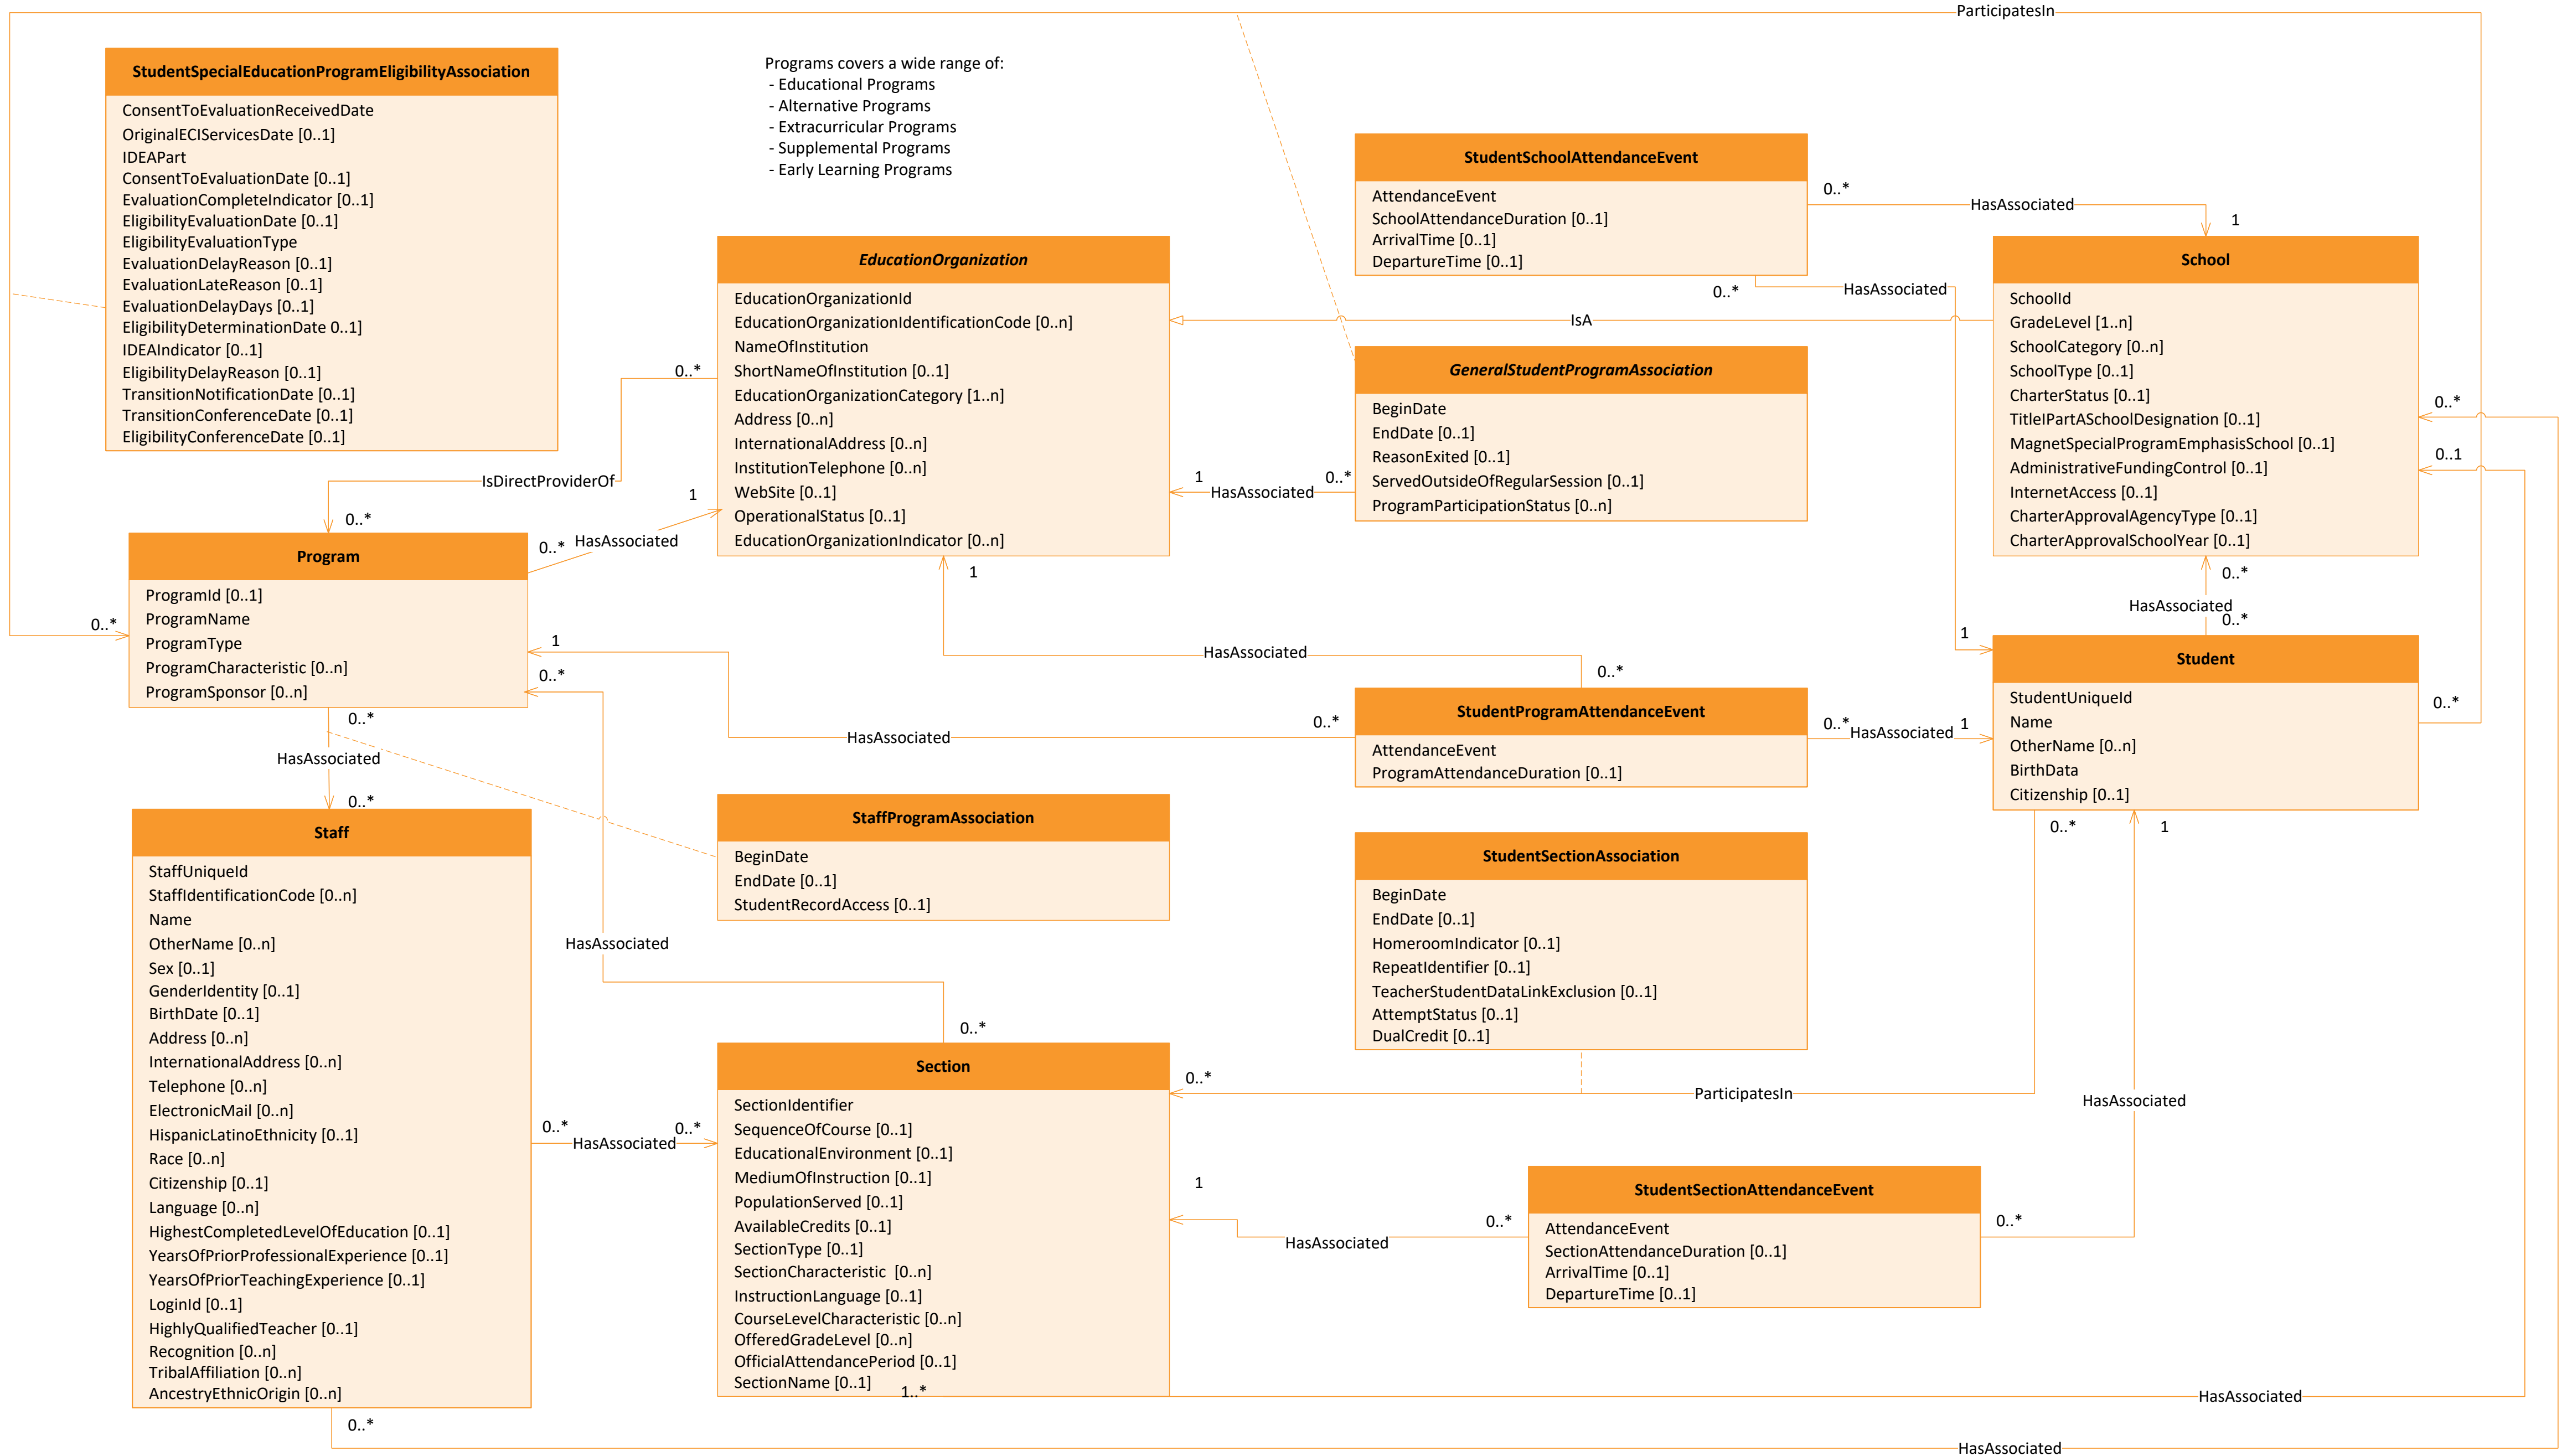 ParticipatesIn
StudentSpecialEducationProgramEligibilityAssociation
ConsentToEvaluationReceivedDate
OriginalECIServicesDate [0..1]
IDEAPart
ConsentToEvaluationDate [0..1]
EvaluationCompleteIndicator [0..1]
EligibilityEvaluationDate [0..1]
EligibilityEvaluationType
EvaluationDelayReason [0..1]
EvaluationLateReason [0..1]
EvaluationDelayDays [0..1]
EligibilityDeterminationDate 0..1]
IDEAIndicator [0..1]
EligibilityDelayReason [0..1]
TransitionNotificationDate [0..1]
TransitionConferenceDate [0..1]
EligibilityConferenceDate [0..1]
Programs covers a wide range of:
- Educational Programs
- Alternative Programs
- Extracurricular Programs
- Supplemental Programs
- Early Learning Programs
StudentSchoolAttendanceEvent
AttendanceEvent
SchoolAttendanceDuration [0..1]
ArrivalTime [0..1]
DepartureTime [0..1]
0..*
HasAssociated
1
0..*
HasAssociated
1
EducationOrganization
EducationOrganizationId
EducationOrganizationIdentificationCode [0..n]
NameOfInstitution
ShortNameOfInstitution [0..1]
EducationOrganizationCategory [1..n]
Address [0..n]
InternationalAddress [0..n]
InstitutionTelephone [0..n]
WebSite [0..1]
OperationalStatus [0..1]
EducationOrganizationIndicator [0..n]
IsA
School
SchoolId
GradeLevel [1..n]
SchoolCategory [0..n]
SchoolType [0..1]
CharterStatus [0..1]
TitleIPartASchoolDesignation [0..1]
MagnetSpecialProgramEmphasisSchool [0..1]
AdministrativeFundingControl [0..1]
InternetAccess [0..1]
CharterApprovalAgencyType [0..1]
CharterApprovalSchoolYear [0..1]
0..*
0..1
GeneralStudentProgramAssociation
BeginDate
EndDate [0..1]
ReasonExited [0..1]
ServedOutsideOfRegularSession [0..1]
ProgramParticipationStatus [0..n]
1
HasAssociated
0..*
0..*
IsDirectProviderOf
0..*
1
HasAssociated
0..*
Program
ProgramId [0..1]
ProgramName
ProgramType
ProgramCharacteristic [0..n]
ProgramSponsor [0..n]
0..*
1
0..*
1
HasAssociated
0..*
0..*
HasAssociated
0..*
StudentProgramAttendanceEvent
AttendanceEvent
ProgramAttendanceDuration [0..1]
0..*
HasAssociated
1
0..*
HasAssociated
0..*
Student
StudentUniqueId
Name
OtherName [0..n]
BirthData
Citizenship [0..1]
0..*
0..*
1
0..*
HasAssociated
0..*
StaffProgramAssociation
BeginDate
EndDate [0..1]
StudentRecordAccess [0..1]
Staff
StaffUniqueId
StaffIdentificationCode [0..n]
Name
OtherName [0..n]
Sex [0..1]
GenderIdentity [0..1]
BirthDate [0..1]
Address [0..n]
InternationalAddress [0..n]
Telephone [0..n]
ElectronicMail [0..n]
HispanicLatinoEthnicity [0..1]
Race [0..n]
Citizenship [0..1]
Language [0..n]
HighestCompletedLevelOfEducation [0..1]
YearsOfPriorProfessionalExperience [0..1]
YearsOfPriorTeachingExperience [0..1]
LoginId [0..1]
HighlyQualifiedTeacher [0..1]
Recognition [0..n]
TribalAffiliation [0..n]
AncestryEthnicOrigin [0..n]
0..*
HasAssociated
0..*
HasAssociated
0..*
0..*
Section
SectionIdentifier
SequenceOfCourse [0..1]
EducationalEnvironment [0..1]
MediumOfInstruction [0..1]
PopulationServed [0..1]
AvailableCredits [0..1]
SectionType [0..1]
SectionCharacteristic [0..n]
InstructionLanguage [0..1]
CourseLevelCharacteristic [0..n]
OfferedGradeLevel [0..n]
OfficialAttendancePeriod [0..1]
SectionName [0..1]
1..*
StudentSectionAssociation
BeginDate
EndDate [0..1]
HomeroomIndicator [0..1]
RepeatIdentifier [0..1]
TeacherStudentDataLinkExclusion [0..1]
AttemptStatus [0..1]
DualCredit [0..1]
0..*
ParticipatesIn
HasAssociated
StudentSectionAttendanceEvent
AttendanceEvent
SectionAttendanceDuration [0..1]
ArrivalTime [0..1]
DepartureTime [0..1]
1
HasAssociated
0..*
0..*
HasAssociated
HasAssociated